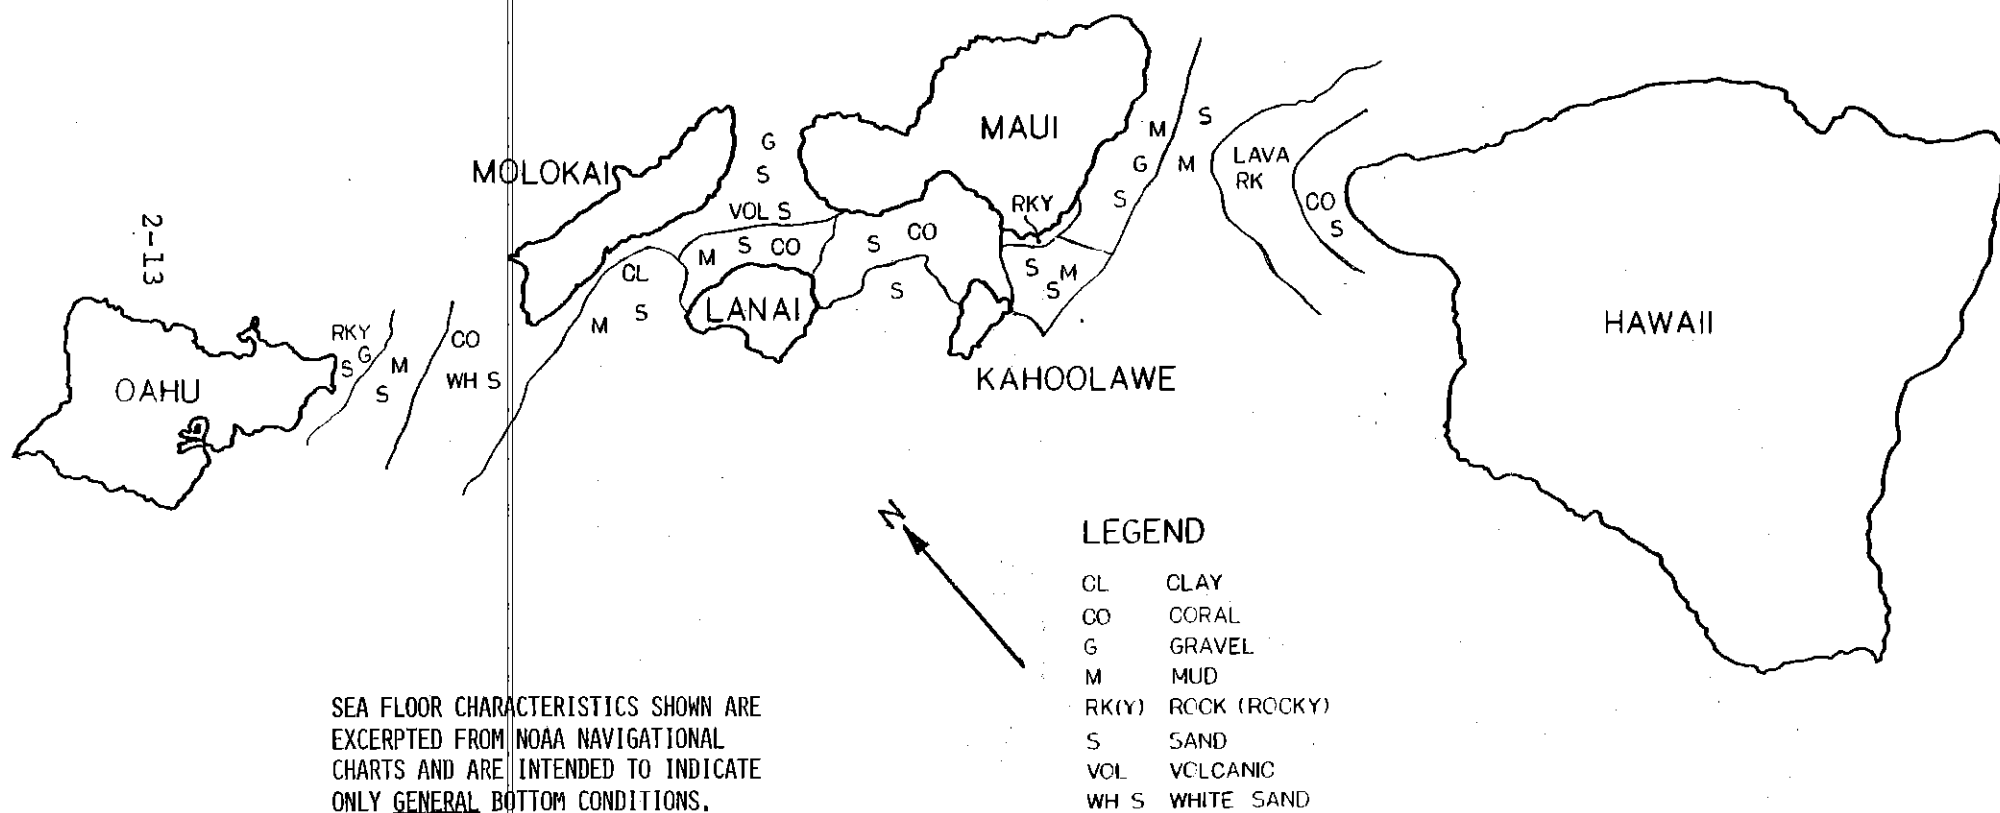 2-13
MOLOKAI
MAUI
OAHU
LANAI
KAHOOLAWE
HAWAII
RKY
G
S
M
S
CO
WH S
CL
S
M
G
S
VOL S
M
S
CO
S
CO
S
RKY
S
M
S
M
G
S
S
M
LAVA
RK
CO
S
N
LEGEND
CL CLAY
CO CORAL
G GRAVEL
M MUD
RK(Y) ROCK (ROCKY)
S SAND
VOL VOLCANIC
WH S WHITE SAND
SEA FLOOR CHARACTERISTICS SHOWN ARE
EXCERPTED FROM NOAA NAVIGATIONAL
CHARTS AND ARE INTENDED TO INDICATE
ONLY GENERAL BOTTOM CONDITIONS.